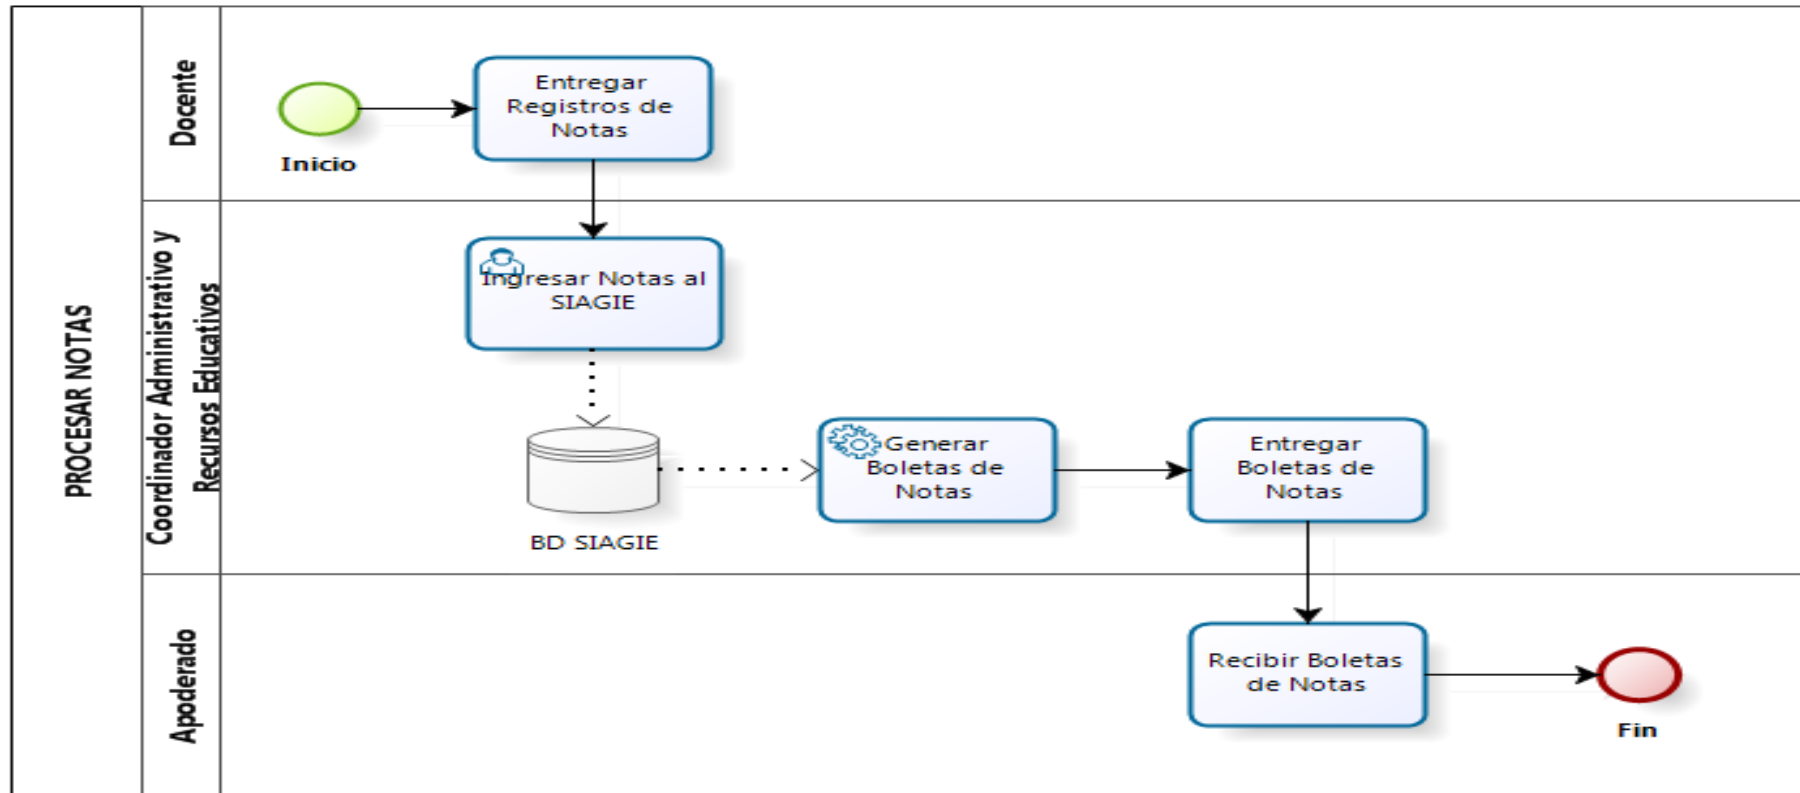 PROCESAR NOTAS
Docente
Inicio
Entregar
Registros de
Notas
Coordinador Administrativo y
Recursos Educativos
Ingresar Notas al
SIAGIE
BD SIAGIE
Generar
Boletas de
Notas
Entregar
Boletas de
Notas
Apoderado
Recibir Boletas
de Notas
Fin